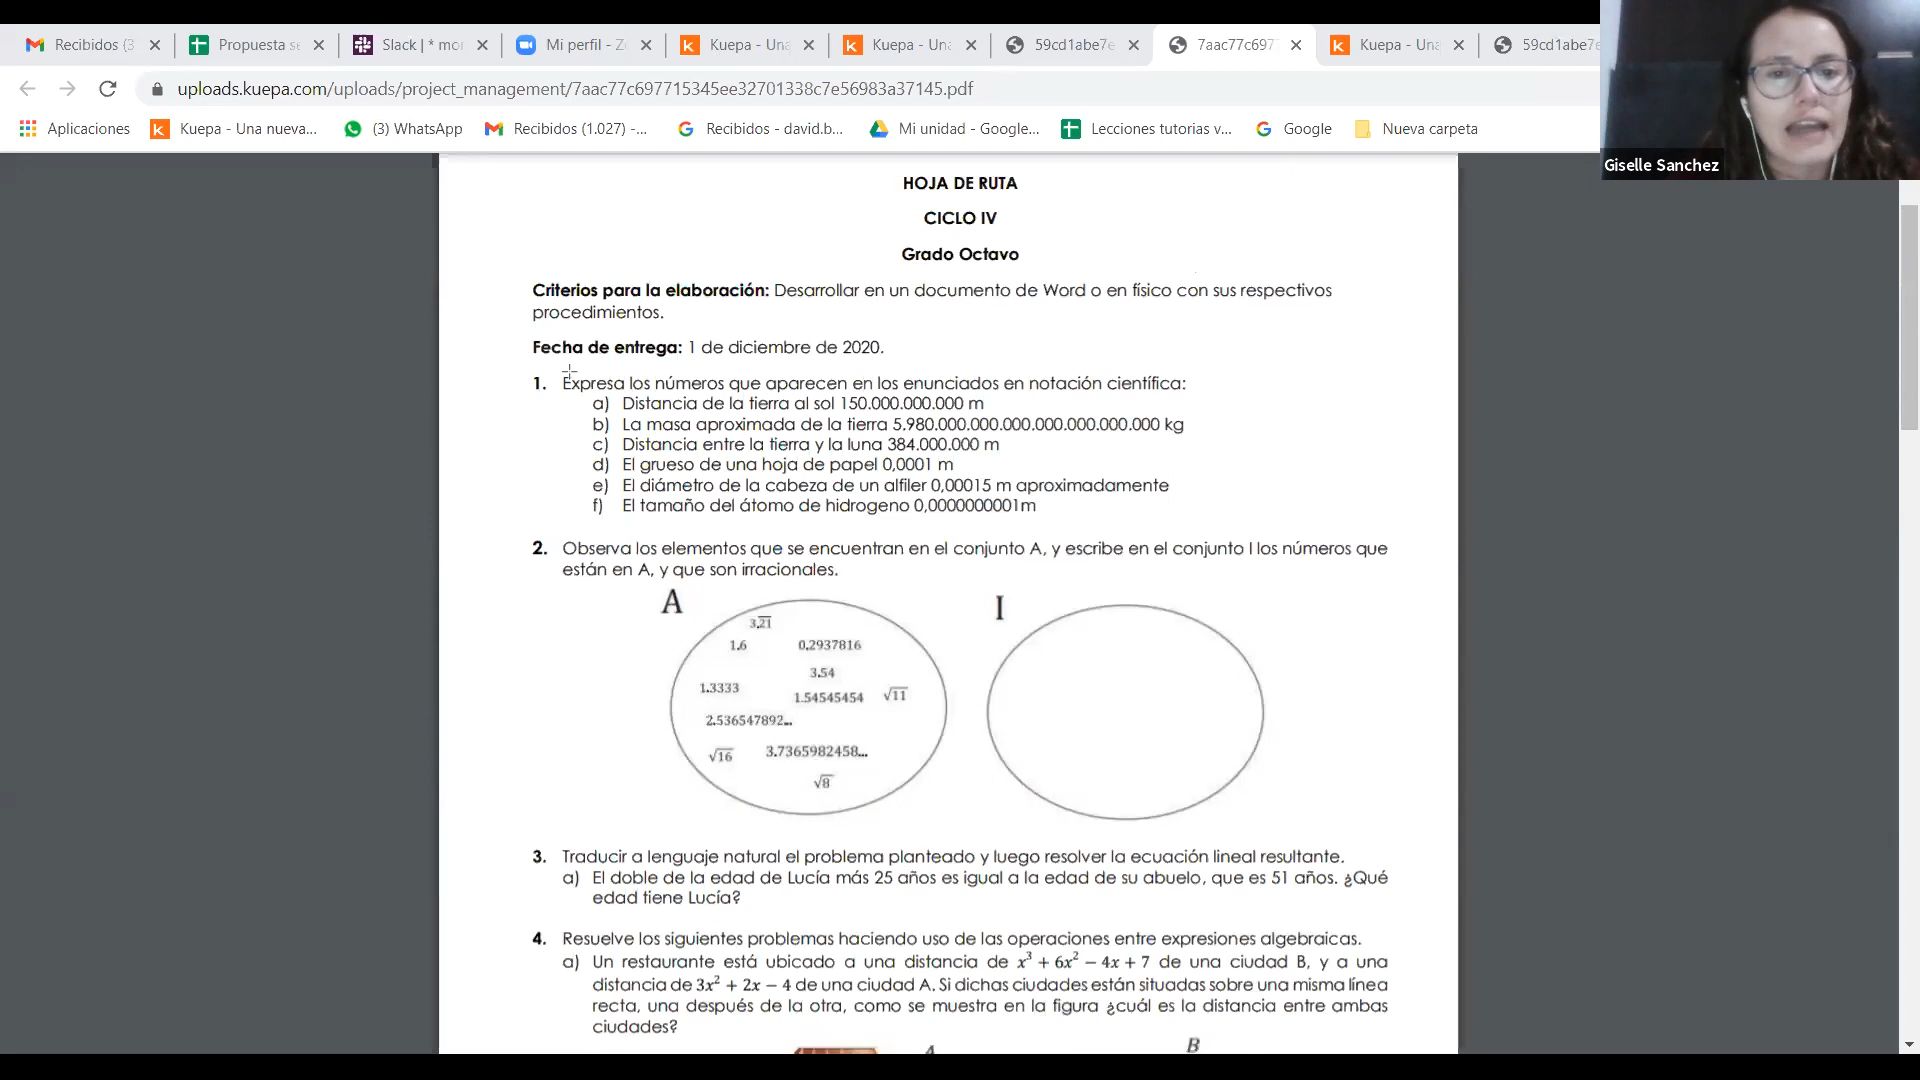 Recibidos (3
Propuesta se
Slack | * mor
Mi perfil - Z
Kuepa - Una
Kuepa - Una
59cd1abe7e
7aac77c697
Kuepa - Una
59cd1abe7e
uploads.kuepa.com/uploads/project_management/7aac77c697715345ee32701338c7e56983a37145.pdf
Aplicaciones
Kuepa - Una nueva...
(3) WhatsApp
Recibidos (1.027) -...
Recibidos - david.b...
Mi unidad - Google...
Lecciones tutorias v...
Google
Nueva carpeta
Giselle Sanchez
HOJA DE RUTA
CICLO IV
Grado Octavo
Criterios para la elaboración: Desarrollar en un documento de Word o en físico con sus respectivos
procedimientos.
Fecha de entrega: 1 de diciembre de 2020.
1. Expresa los números que aparecen en los enunciados en notación científica:
a) Distancia de la tierra al sol 150.000.000.000 m
b) La masa aproximada de la tierra 5.980.000.000.000.000.000.000.000 kg
c) Distancia entre la tierra y la luna 384.000.000 m
d) El grueso de una hoja de papel 0,0001 m
e) El diámetro de la cabeza de un alfiler 0,00015 m aproximadamente
f) El tamaño del átomo de hidrogeno 0,0000000001m
2. Observa los elementos que se encuentran en el conjunto A, y escribe en el conjunto I los números que
están en A, y que son irracionales.
A
I
3.2̅1̅
1.6
0.2937816
3.54
1.3333
1.54545454
√11
2.536547892...
√16
3.7365982458...
√8
3. Traducir a lenguaje natural el problema planteado y luego resolver la ecuación lineal resultante.
a) El doble de la edad de Lucía más 25 años es igual a la edad de su abuelo, que es 51 años. ¿Qué
edad tiene Lucía?
4. Resuelve los siguientes problemas haciendo uso de las operaciones entre expresiones algebraicas.
a) Un restaurante está ubicado a una distancia de x³ + 6x² − 4x + 7 de una ciudad B, y a una
distancia de 3x² + 2x − 4 de una ciudad A. Si dichas ciudades están situadas sobre una misma línea
recta, una después de la otra, como se muestra en la figura ¿cuál es la distancia entre ambas
ciudades?
A
B